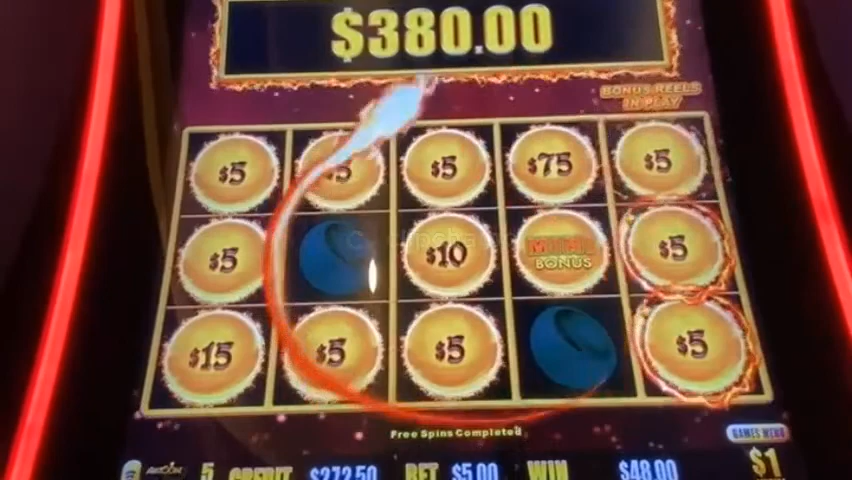 $380.00
BONUS REELS
IN PLAY
$5 $5 $5 $75 $5
$5 $10 MINI $5
BONUS
$15 $5 $5 $5
Free Spins Completed
GAMES MENU
5 CREDIT $272.50 BET $5.00 WIN $48.00 $1